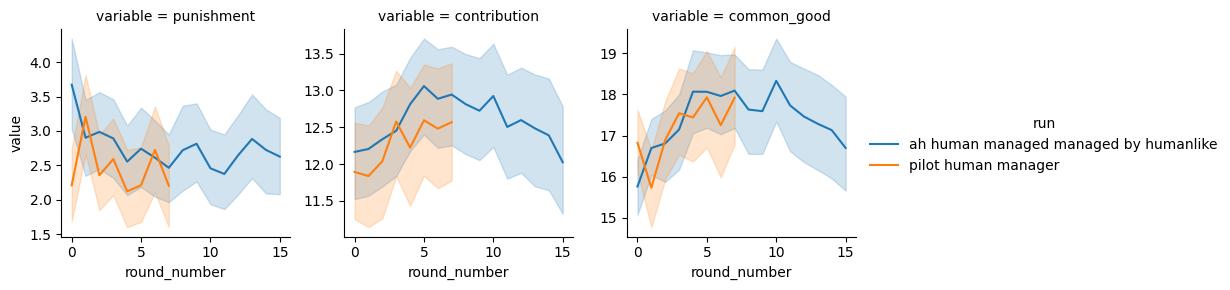 variable = punishment
variable = contribution
variable = common_good
value
4.0
3.5
3.0
2.5
2.0
1.5
0
5
10
15
round_number
13.5
13.0
12.5
12.0
11.5
0
5
10
15
round_number
19
18
17
16
15
0
5
10
15
round_number
run
ah human managed managed by humanlike
pilot human manager